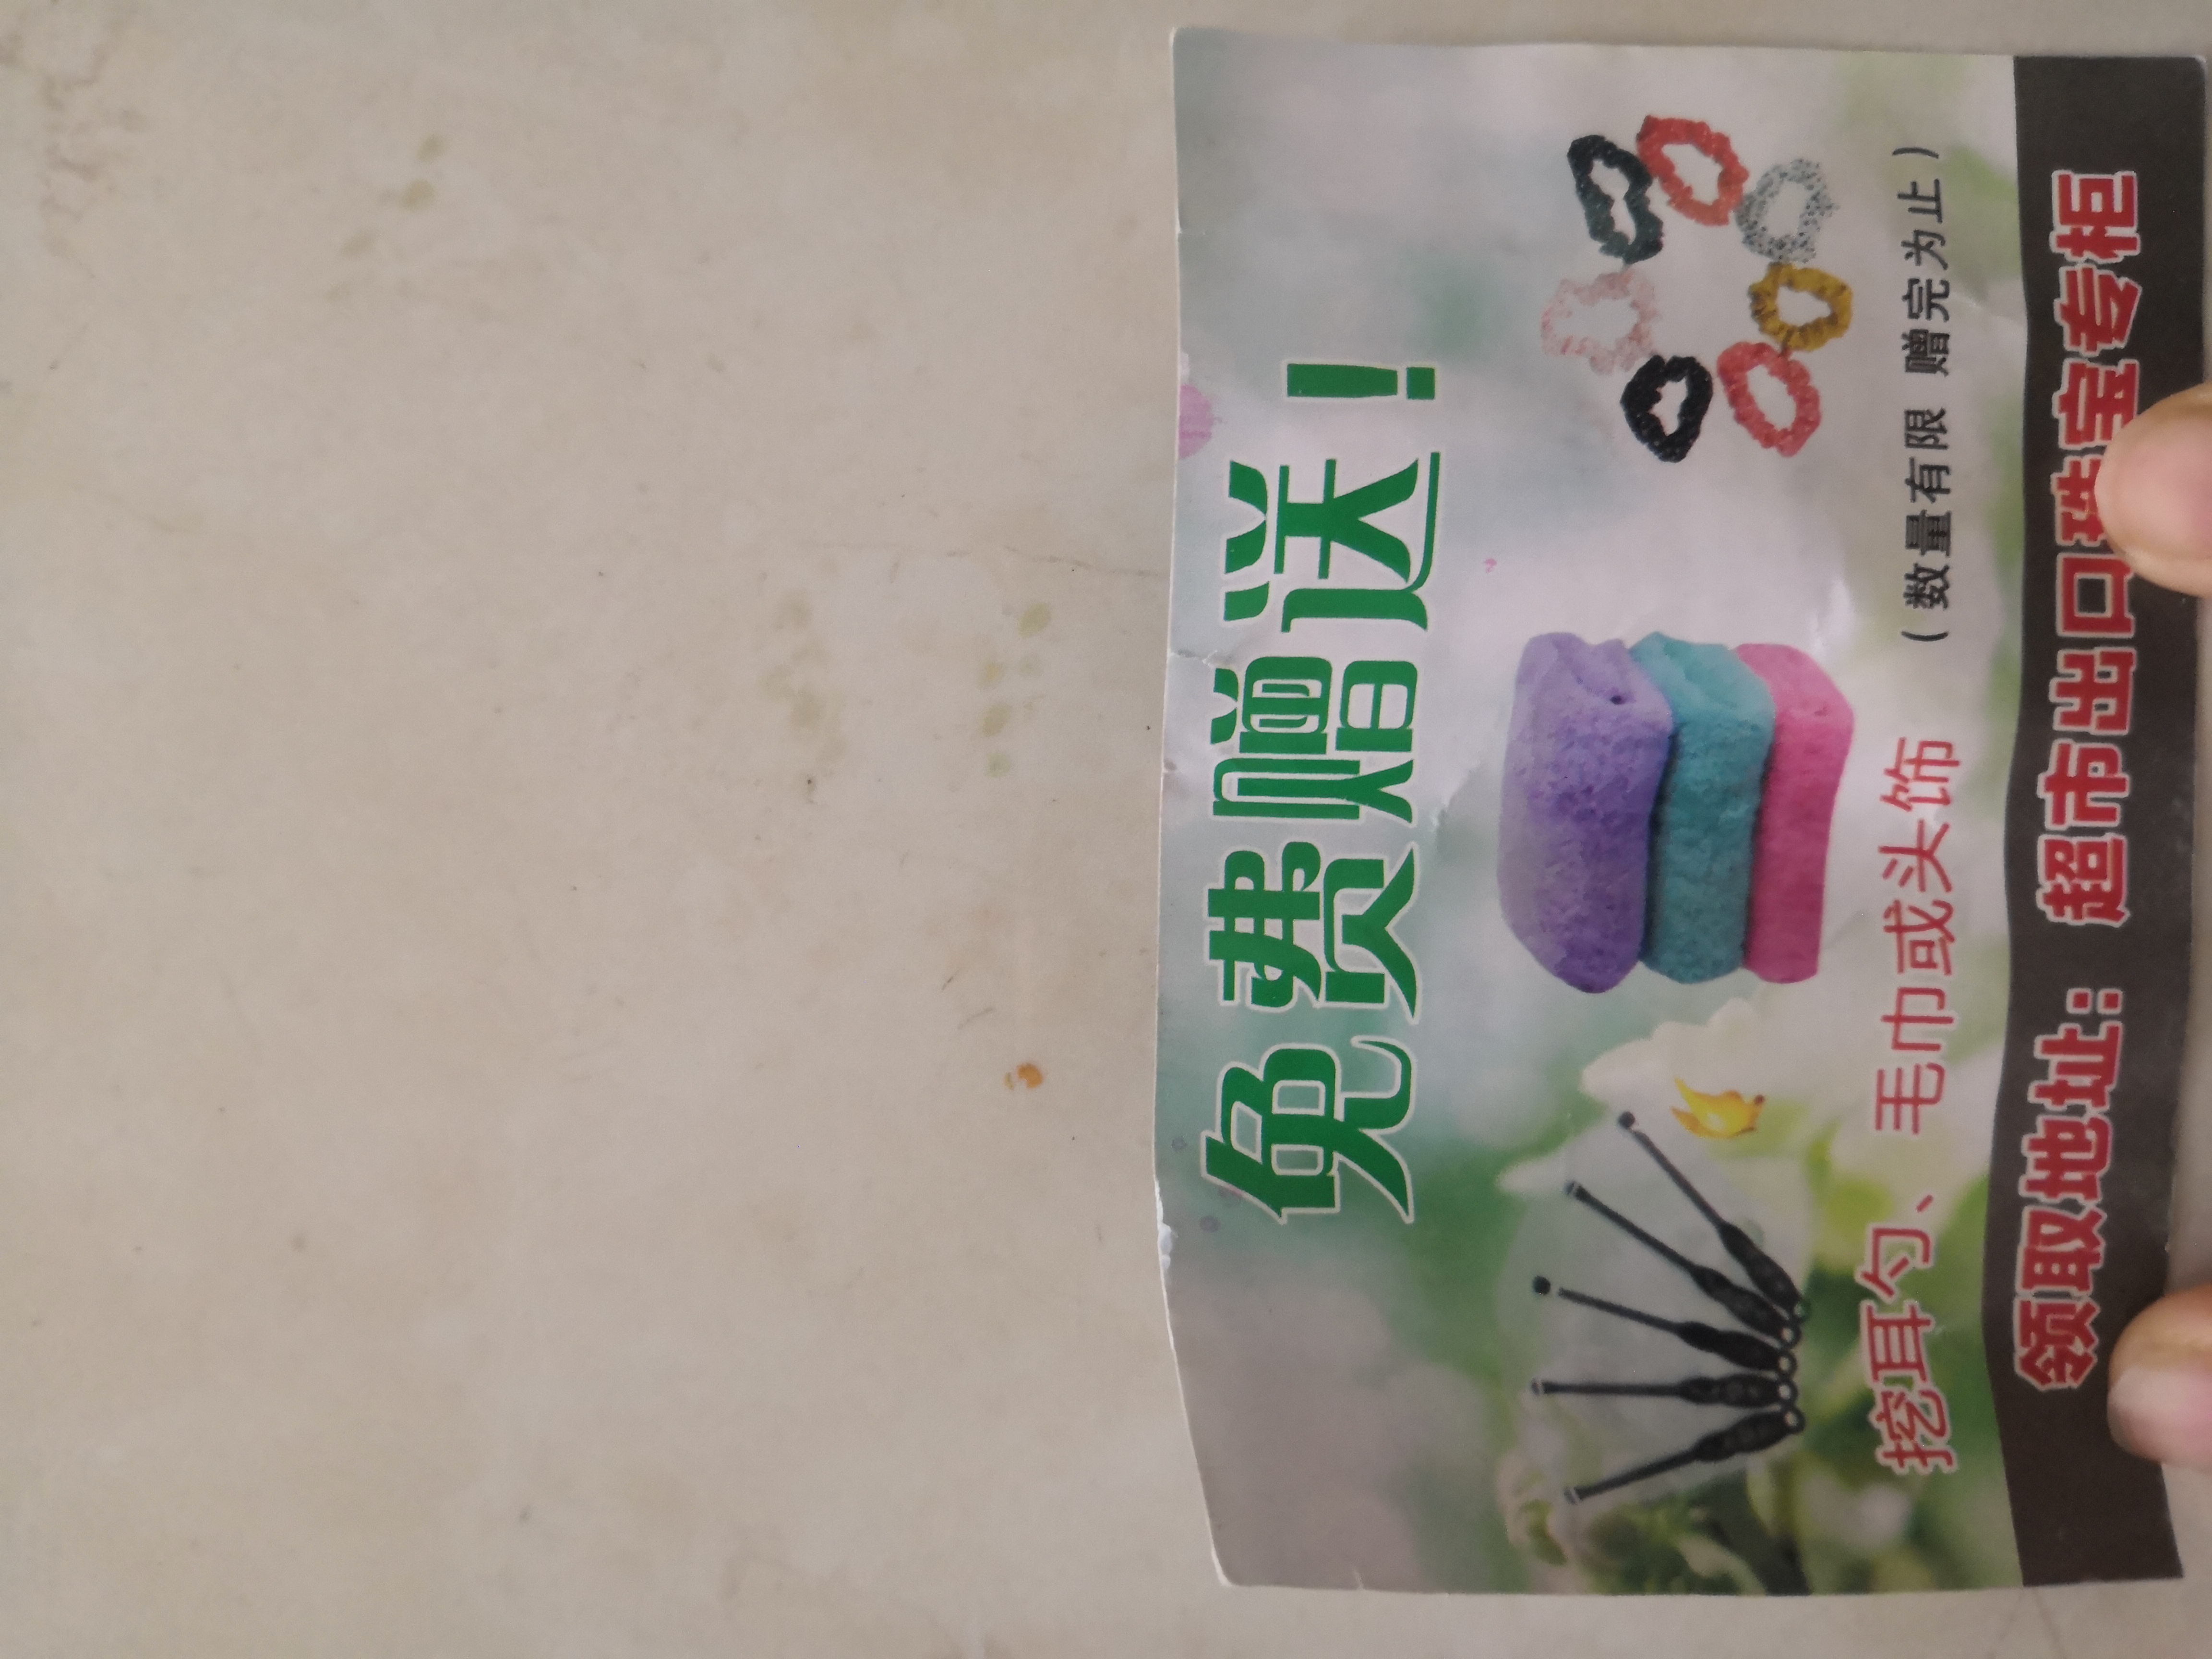 免费赠送！
挖耳勺、毛巾或头饰 （数量有限 赠完为止）
领取地址：超市出口珠宝专柜